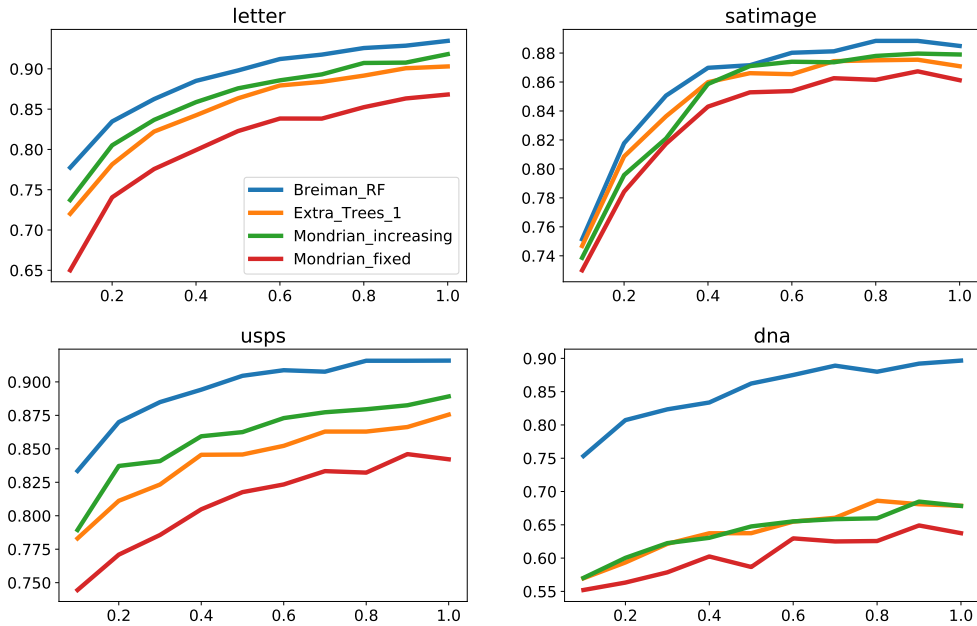 letter
0.90
0.85
0.80
0.75
0.70
0.65
0.2 0.4 0.6 0.8 1.0
Breiman_RF
Extra_Trees_1
Mondrian_increasing
Mondrian_fixed
satimage
0.88
0.86
0.84
0.82
0.80
0.78
0.76
0.74
0.2 0.4 0.6 0.8 1.0
usps
0.900
0.875
0.850
0.825
0.800
0.775
0.750
0.2 0.4 0.6 0.8 1.0
dna
0.90
0.85
0.80
0.75
0.70
0.65
0.60
0.55
0.2 0.4 0.6 0.8 1.0